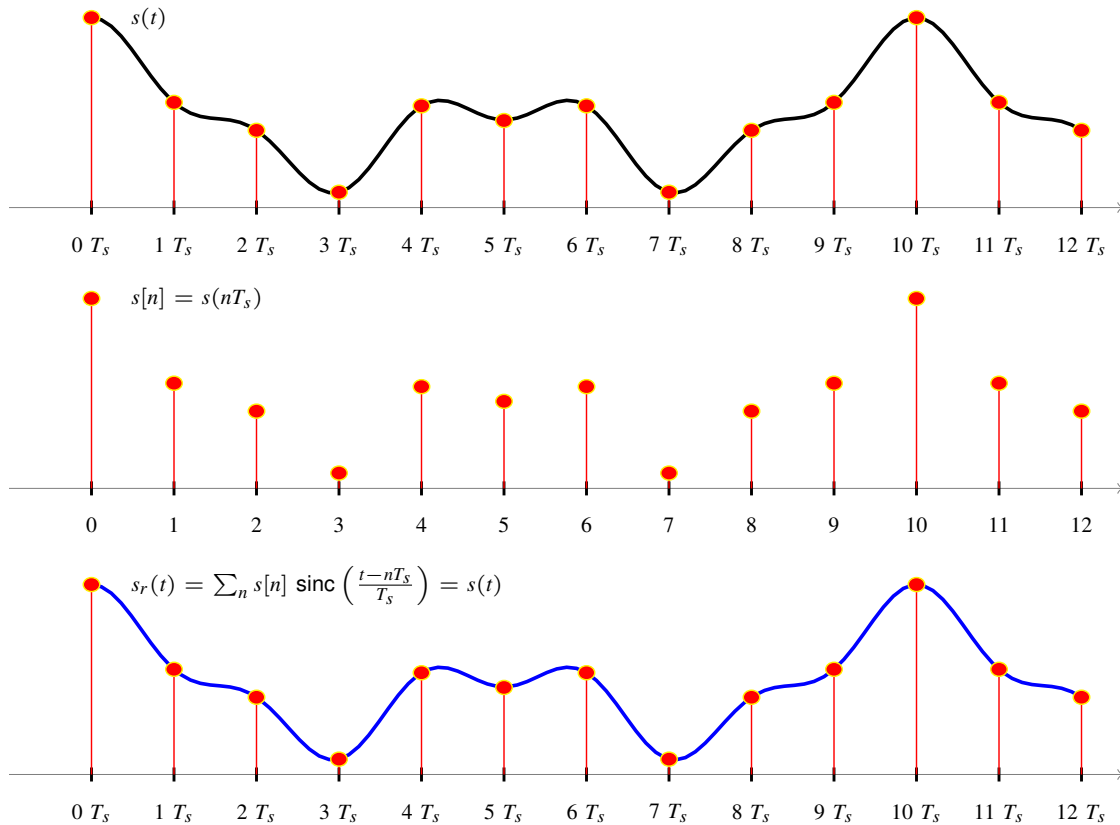 s(t)
0 T_s 1 T_s 2 T_s 3 T_s 4 T_s 5 T_s 6 T_s 7 T_s 8 T_s 9 T_s 10 T_s 11 T_s 12 T_s
s[n] = s(nT_s)
0 1 2 3 4 5 6 7 8 9 10 11 12
s_r(t) = ∑_n s[n] sinc ( (t−nT_s)/T_s ) = s(t)
0 T_s 1 T_s 2 T_s 3 T_s 4 T_s 5 T_s 6 T_s 7 T_s 8 T_s 9 T_s 10 T_s 11 T_s 12 T_s